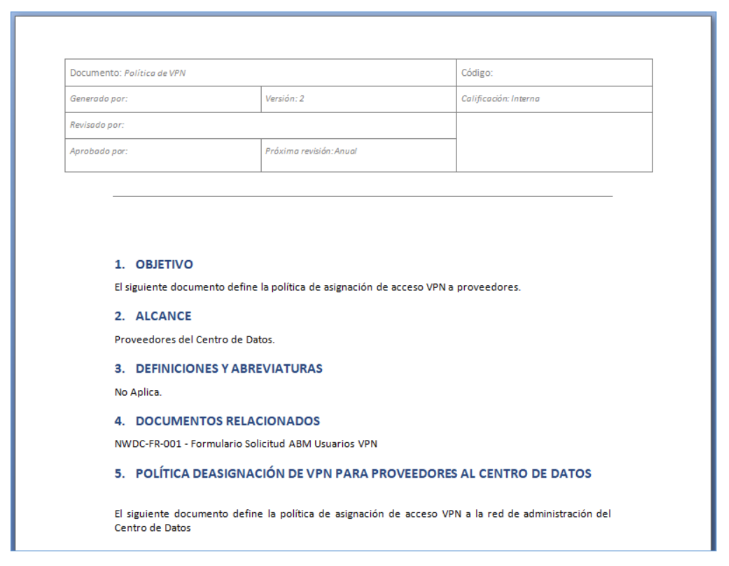 Documento: Política de VPN
Código:
Generado por:
Versión: 2
Calificación: Interna
Revisado por:
Aprobado por:
Próxima revisión: Anual
1. OBJETIVO
El siguiente documento define la política de asignación de acceso VPN a proveedores.
2. ALCANCE
Proveedores del Centro de Datos.
3. DEFINICIONES Y ABREVIATURAS
No Aplica.
4. DOCUMENTOS RELACIONADOS
NWDC-FR-001 - Formulario Solicitud ABM Usuarios VPN
5. POLÍTICA DEASIGNACIÓN DE VPN PARA PROVEEDORES AL CENTRO DE DATOS
El siguiente documento define la política de asignación de acceso VPN a la red de administración del
Centro de Datos